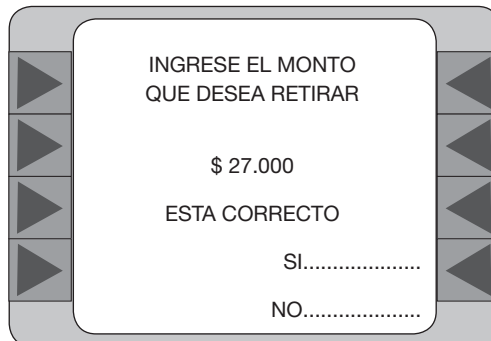 INGRESE EL MONTO
QUE DESEA RETIRAR
$ 27.000
ESTA CORRECTO
SI....................
NO....................